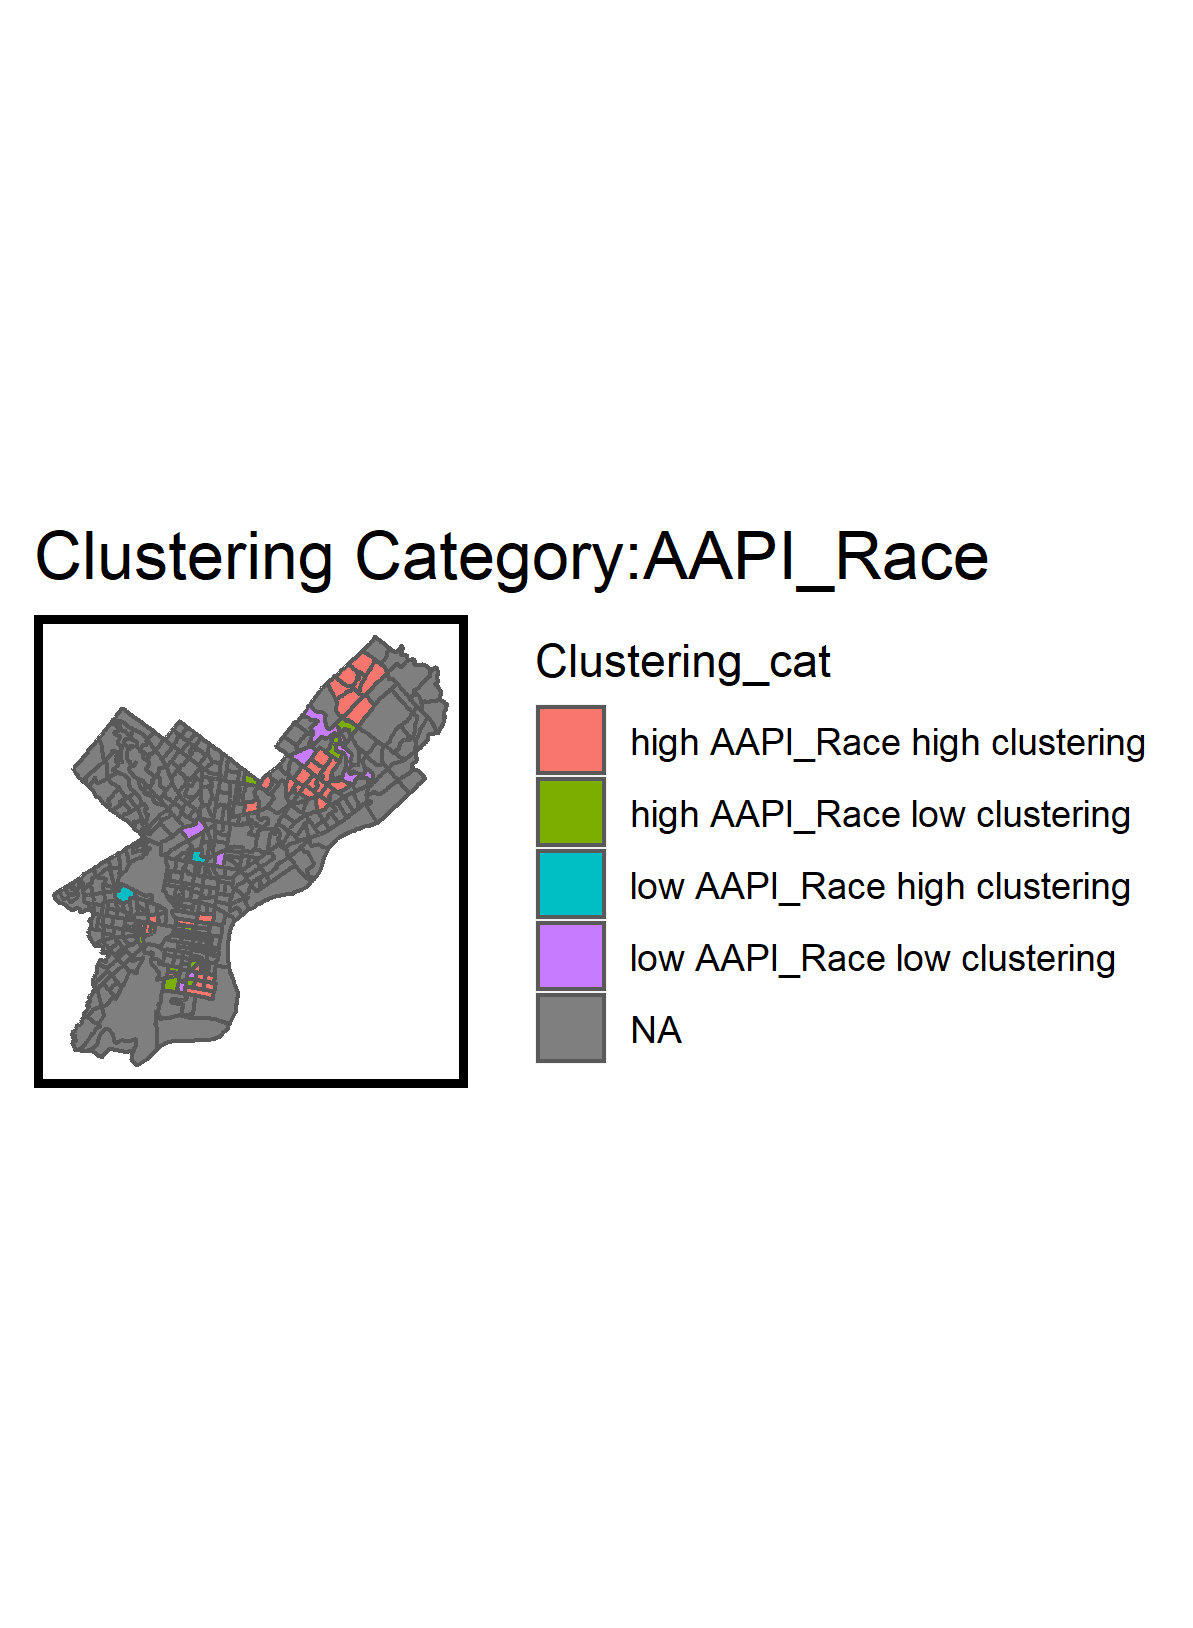 Clustering Category:AAPI_Race
Clustering_cat
high AAPI_Race high clustering
high AAPI_Race low clustering
low AAPI_Race high clustering
low AAPI_Race low clustering
NA